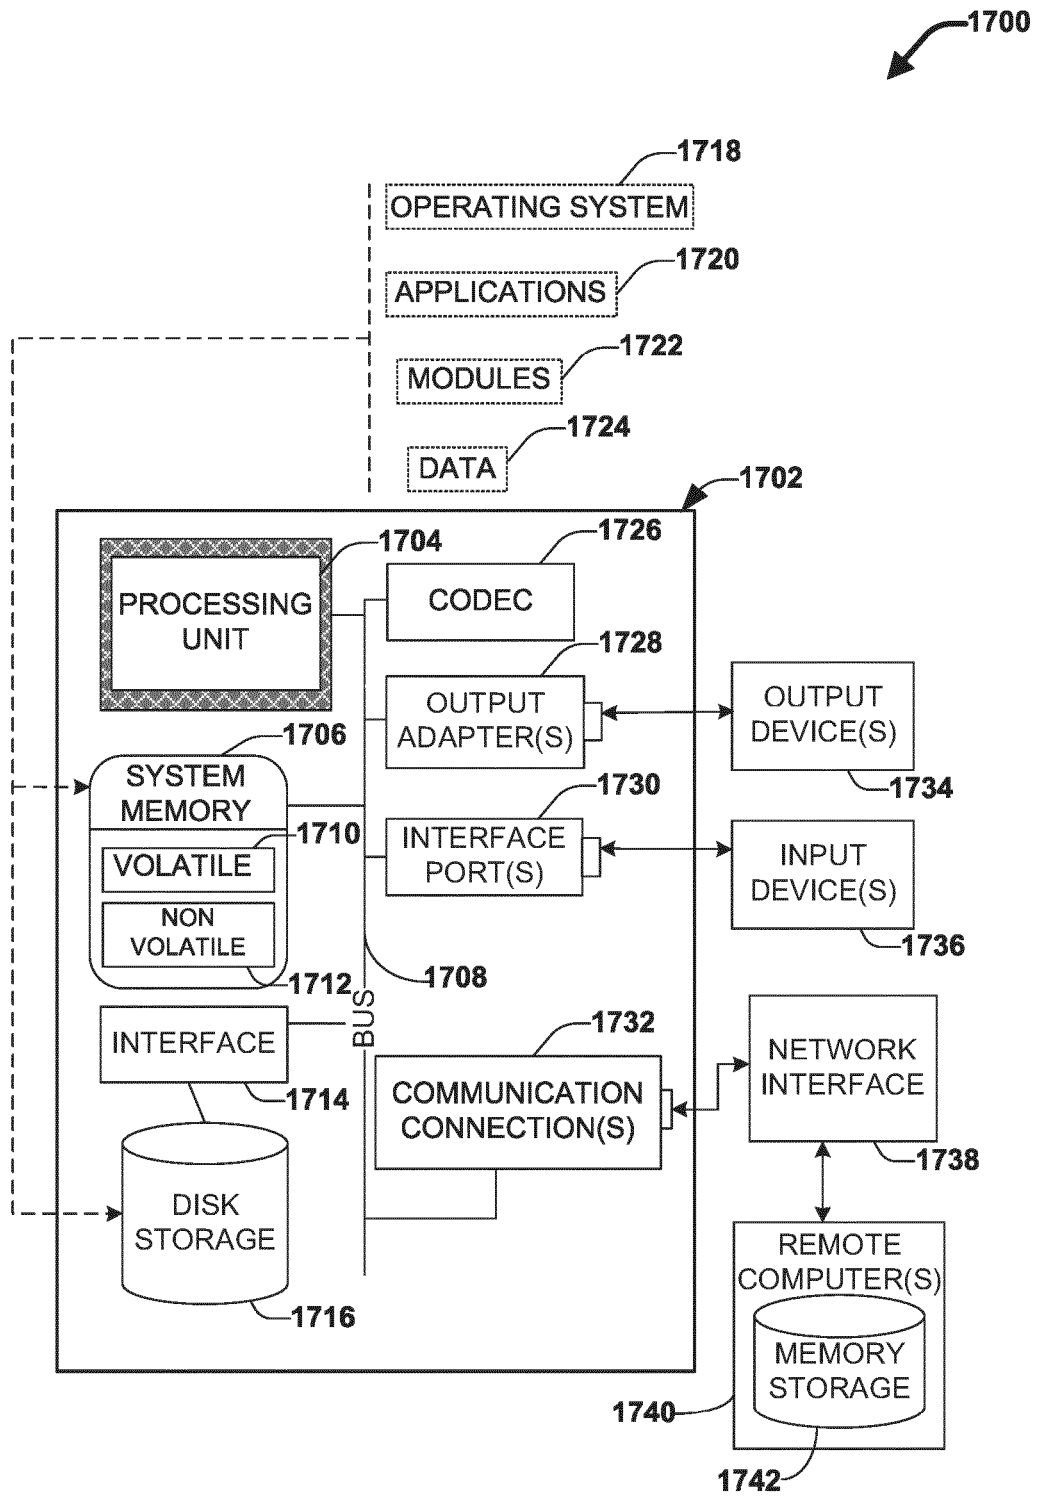 1700
1718
OPERATING SYSTEM
1720
APPLICATIONS
1722
MODULES
1724
DATA
1702
1704
PROCESSING
UNIT
1726
CODEC
1728
OUTPUT
ADAPTER(S)
OUTPUT
DEVICE(S)
1734
1706
SYSTEM
MEMORY
1710
VOLATILE
NON
VOLATILE
1712
1730
INTERFACE
PORT(S)
INPUT
DEVICE(S)
1736
1708
BUS
INTERFACE
1714
1732
COMMUNICATION
CONNECTION(S)
NETWORK
INTERFACE
1738
DISK
STORAGE
1716
REMOTE
COMPUTER(S)
MEMORY
STORAGE
1740
1742